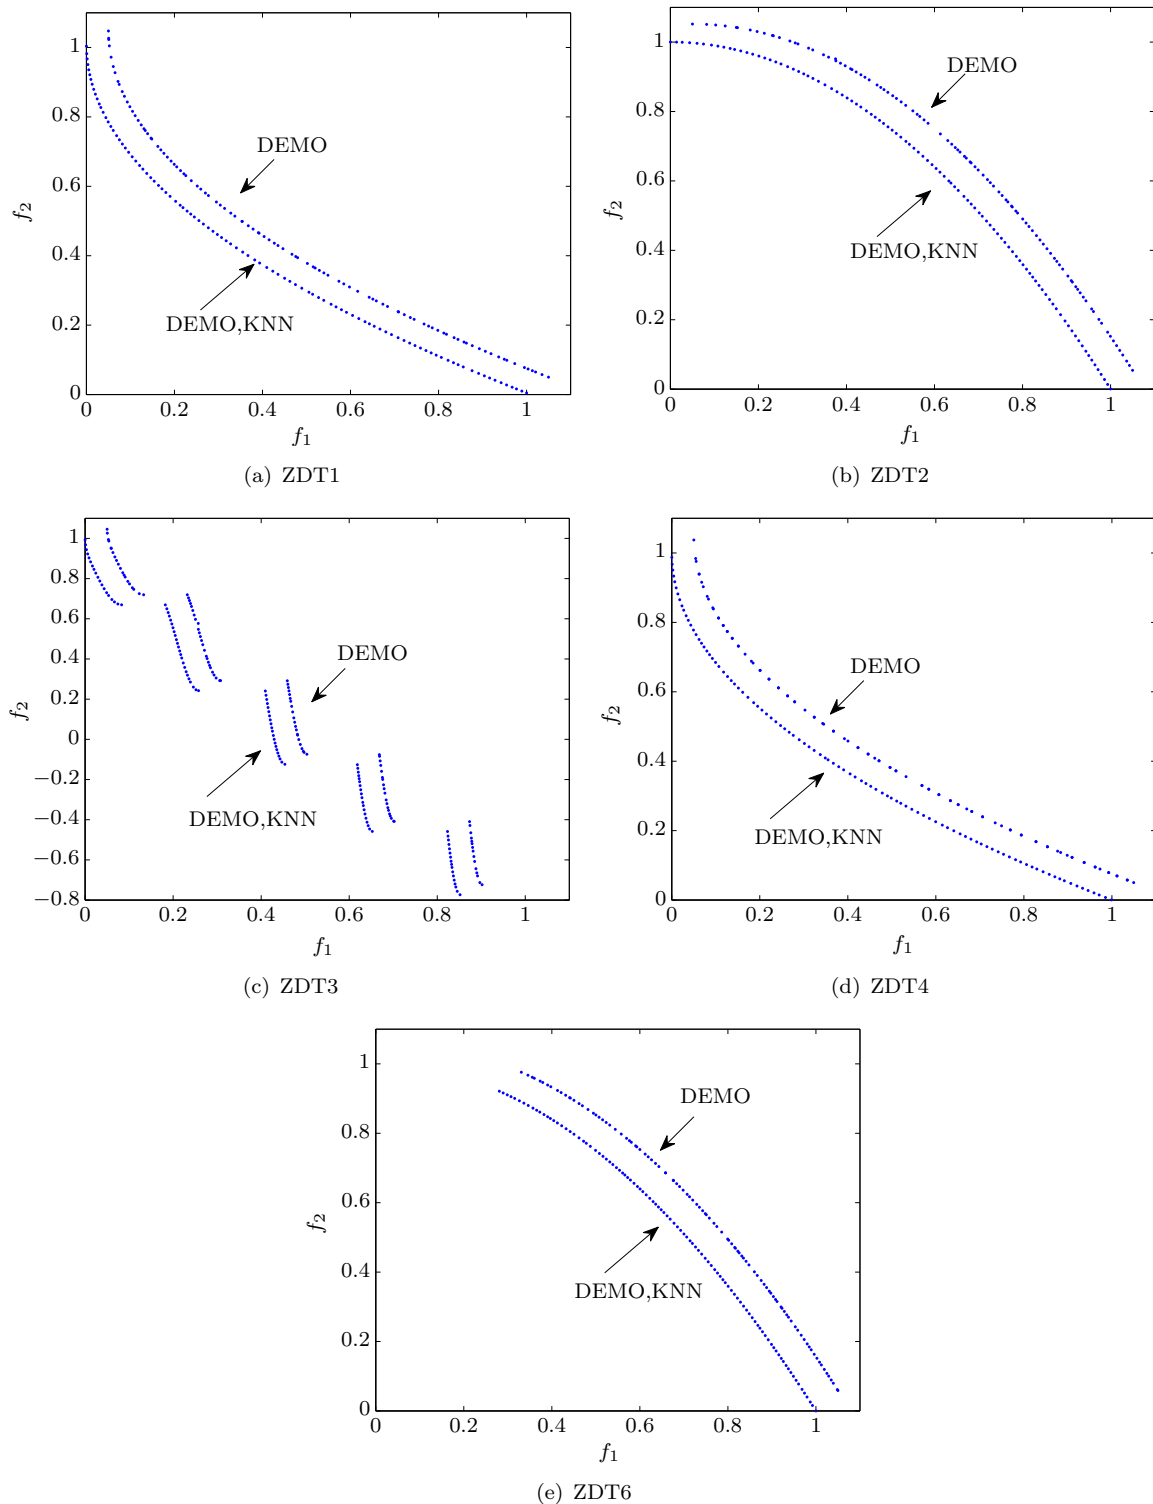 1
0.8
0.6
0.4
0.2
0
f2
0 0.2 0.4 0.6 0.8 1
f1
DEMO
DEMO,KNN
(a) ZDT1
1
0.8
0.6
0.4
0.2
0
f2
0 0.2 0.4 0.6 0.8 1
f1
DEMO
DEMO,KNN
(b) ZDT2
1
0.8
0.6
0.4
0.2
0
−0.2
−0.4
−0.6
−0.8
f2
0 0.2 0.4 0.6 0.8 1
f1
DEMO
DEMO,KNN
(c) ZDT3
1
0.8
0.6
0.4
0.2
0
f2
0 0.2 0.4 0.6 0.8 1
f1
DEMO
DEMO,KNN
(d) ZDT4
1
0.8
0.6
0.4
0.2
0
f2
0 0.2 0.4 0.6 0.8 1
f1
DEMO
DEMO,KNN
(e) ZDT6